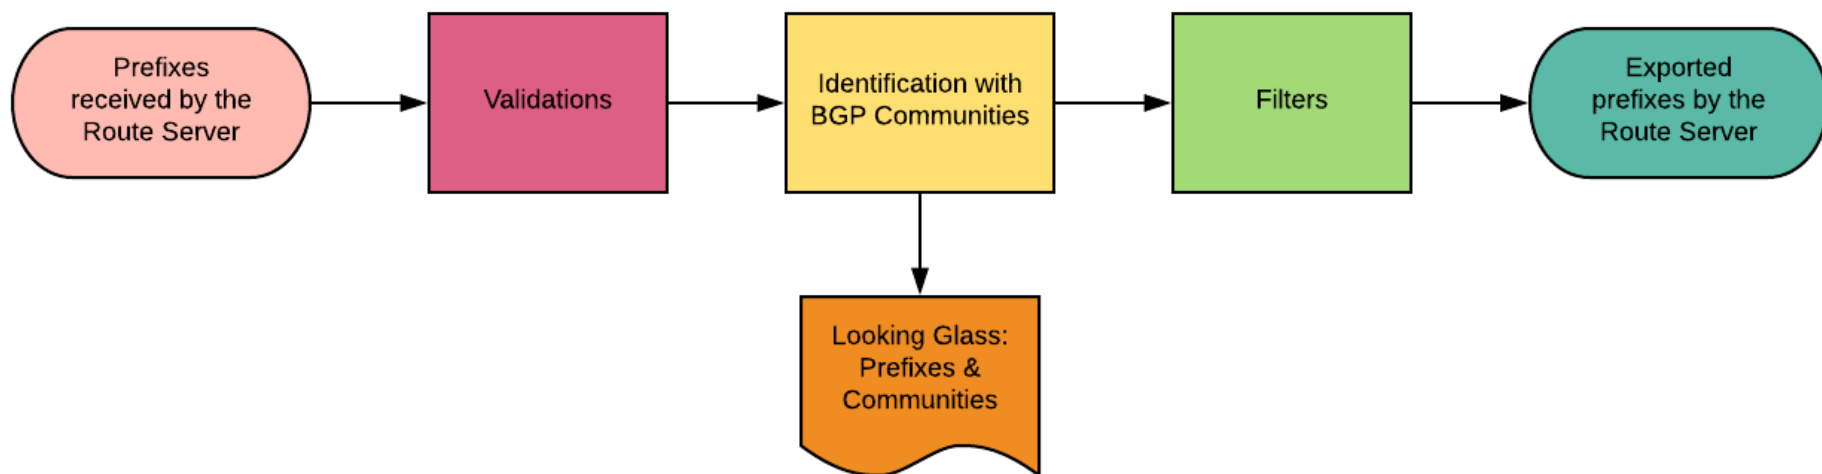 Prefixes
received by the
Route Server
Validations
Identification with
BGP Communities
Filters
Exported
prefixes by the
Route Server
Looking Glass:
Prefixes &
Communities